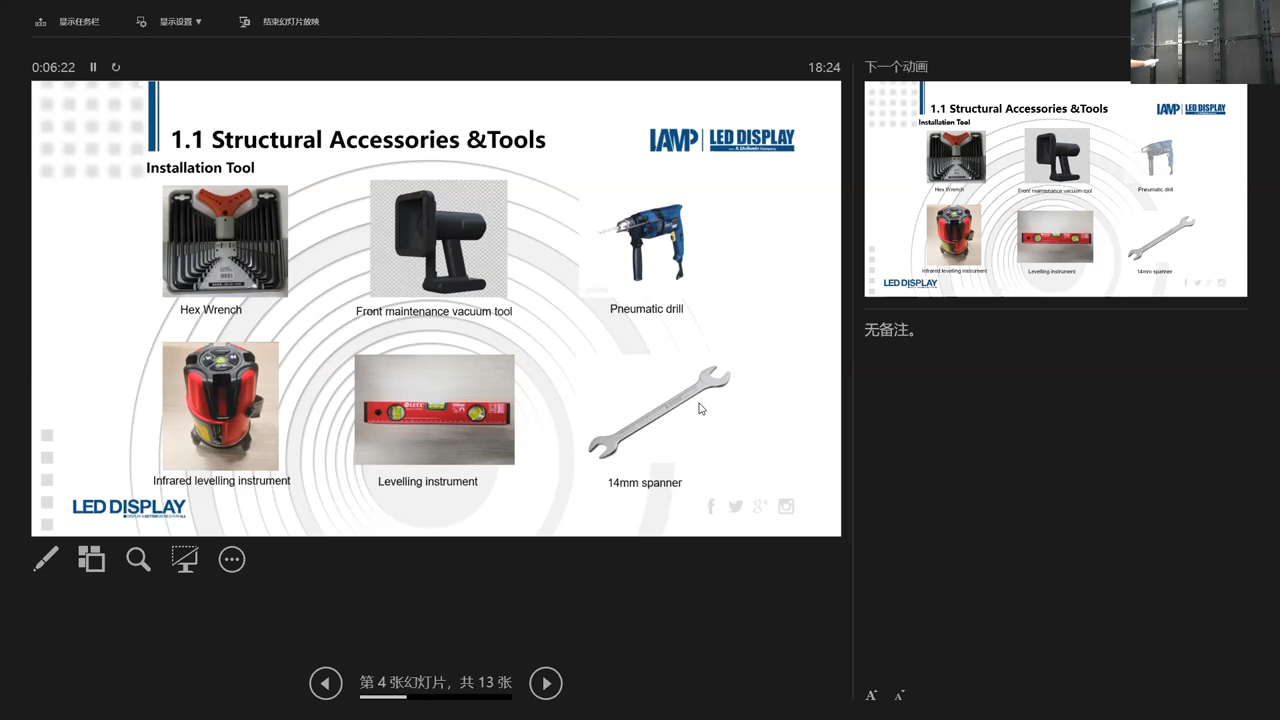 显示任务栏
显示设置 ▼
结束幻灯片放映
0:06:22
18:24
1.1 Structural Accessories &Tools
LAMP LED DISPLAY
Installation Tool
Hex Wrench
Front maintenance vacuum tool
Pneumatic drill
Infrared levelling instrument
Levelling instrument
14mm spanner
LED DISPLAY
下一个动画
1.1 Structural Accessories &Tools
LAMP LED DISPLAY
Installation Tool
Hex Wrench
Front maintenance vacuum tool
Pneumatic drill
Infrared levelling instrument
Levelling instrument
14mm spanner
LED DISPLAY
无备注。
第 4 张幻灯片，共 13 张